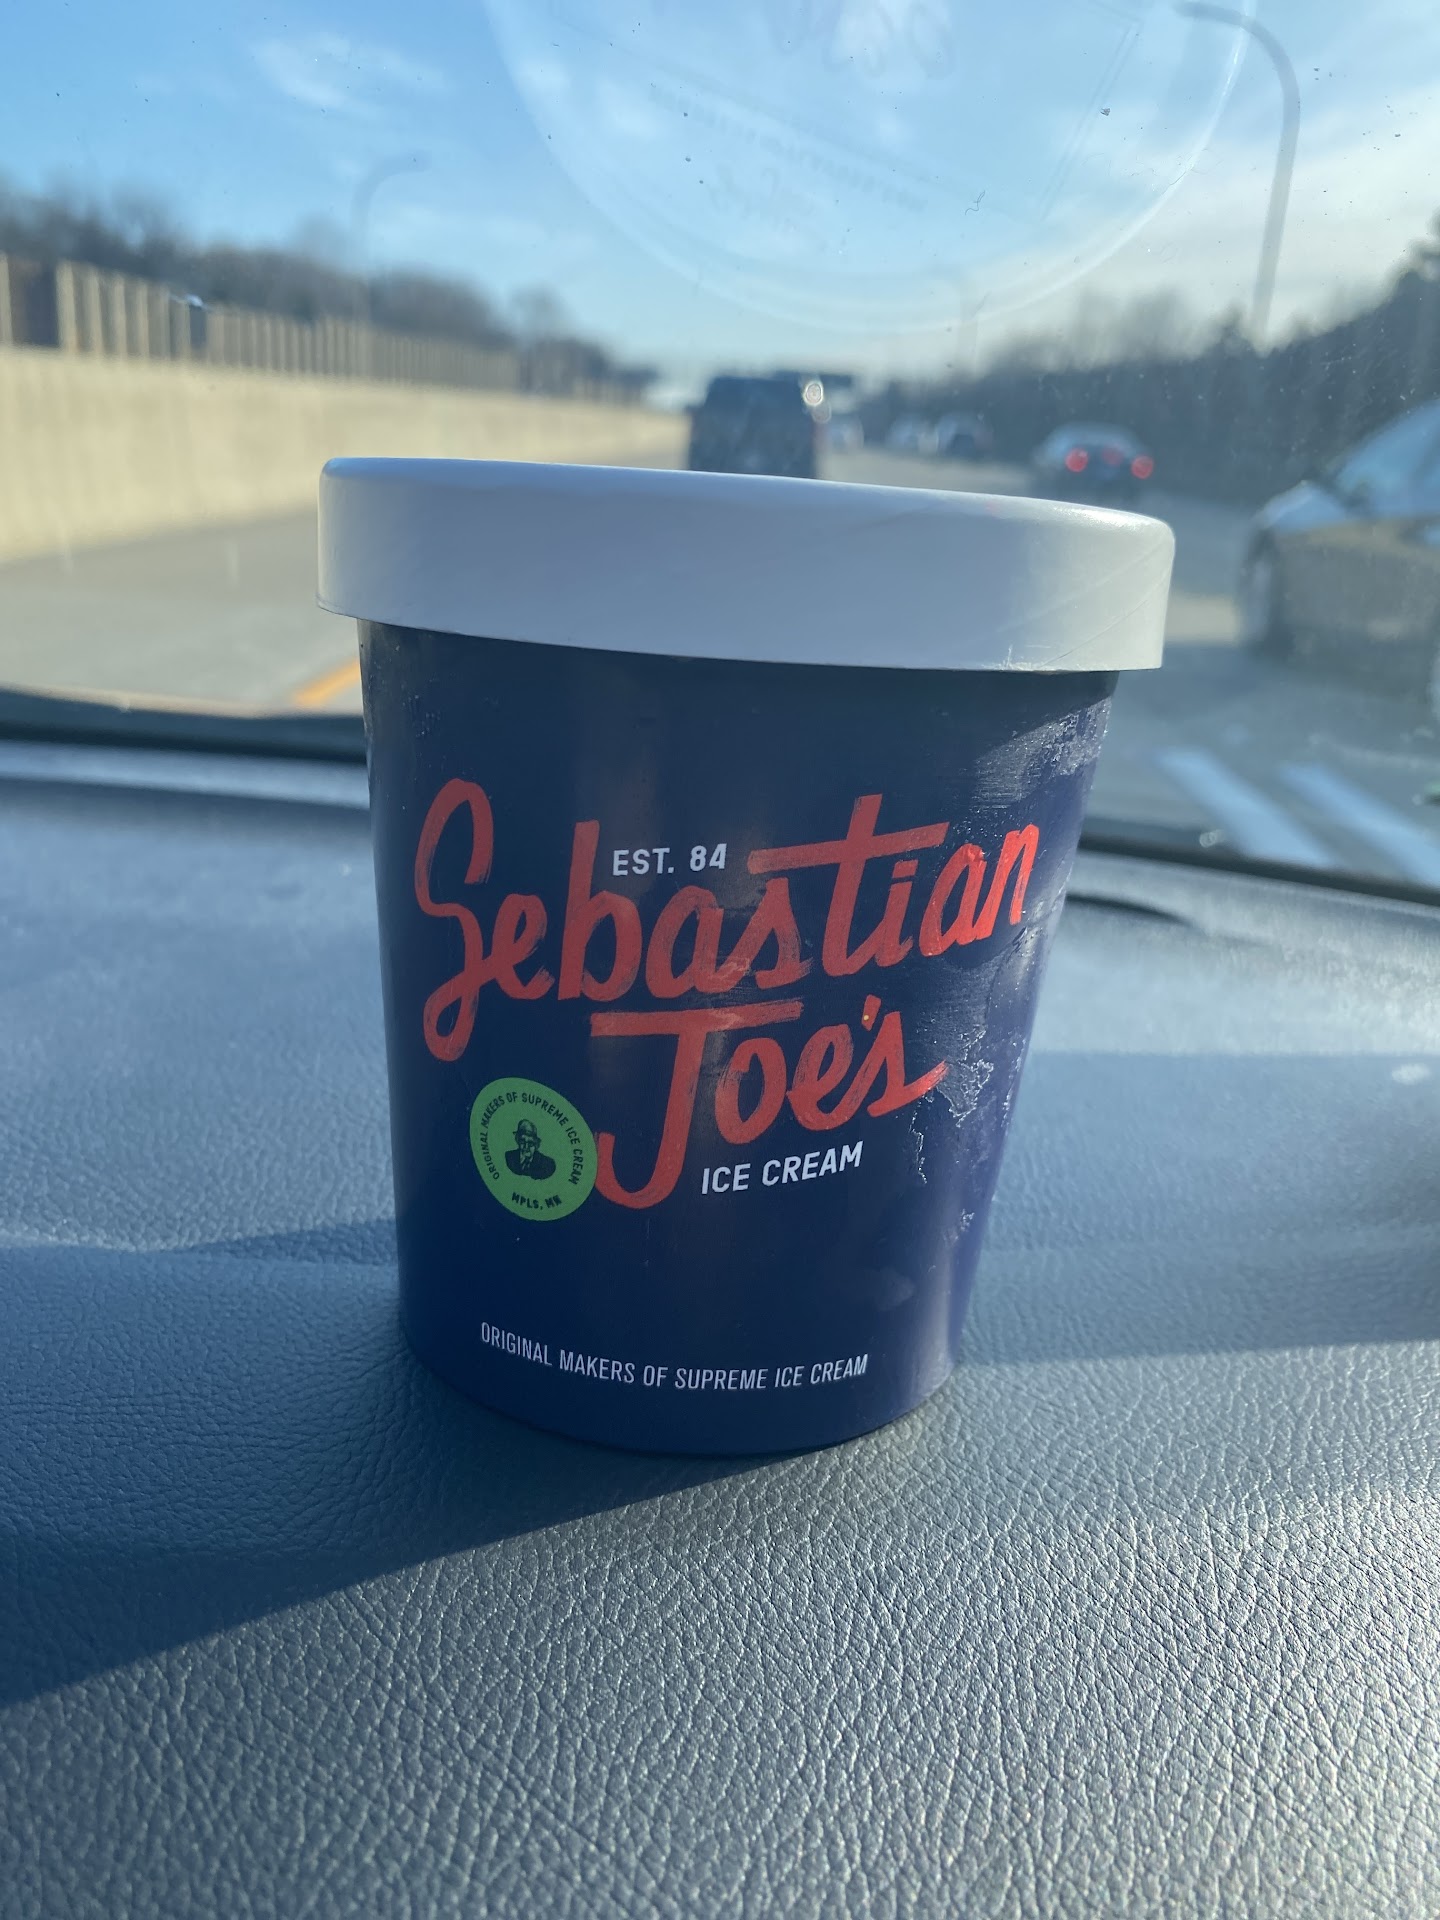 EST. 84
Sebastian
Joe's
ICE CREAM
ORIGINAL MAKERS OF SUPREME ICE CREAM
MPLS, MN
ORIGINAL MAKERS OF SUPREME ICE CREAM